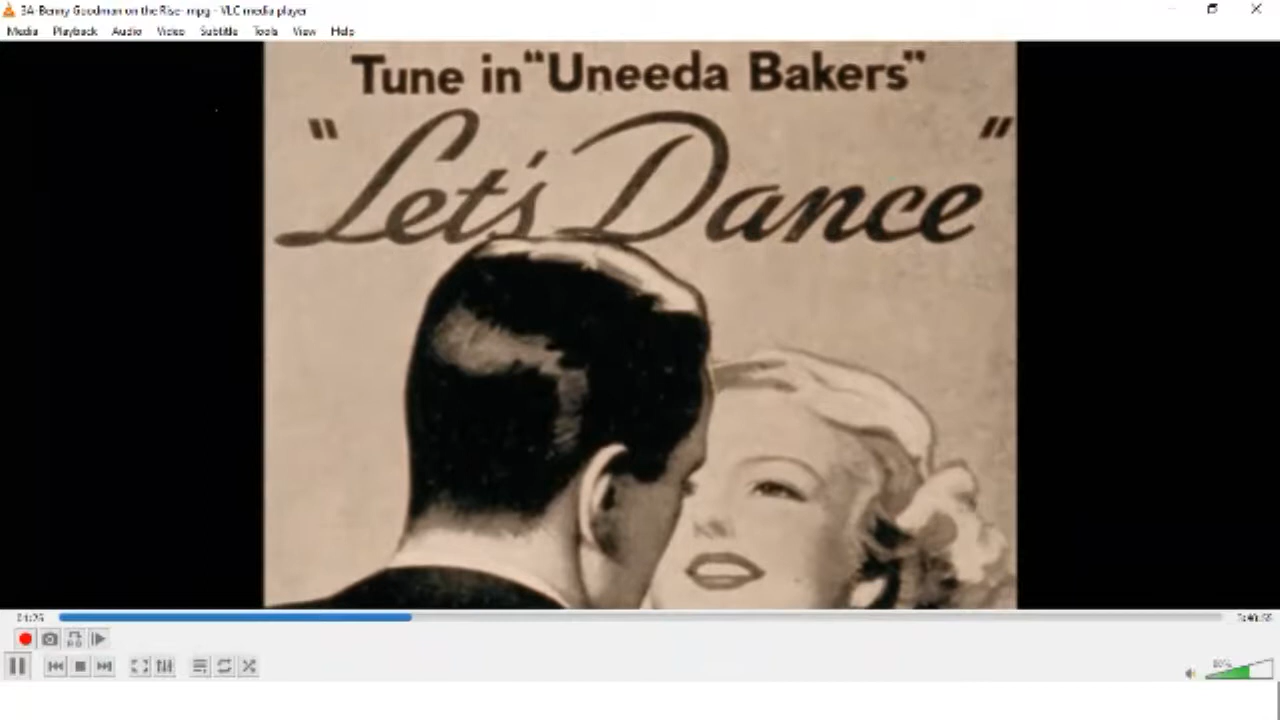 3A-Benny Goodman on the Rise-.mpg - VLC media player
Media Playback Audio Video Subtitle Tools View Help
Tune in "Uneeda Bakers"
"Let's Dance"